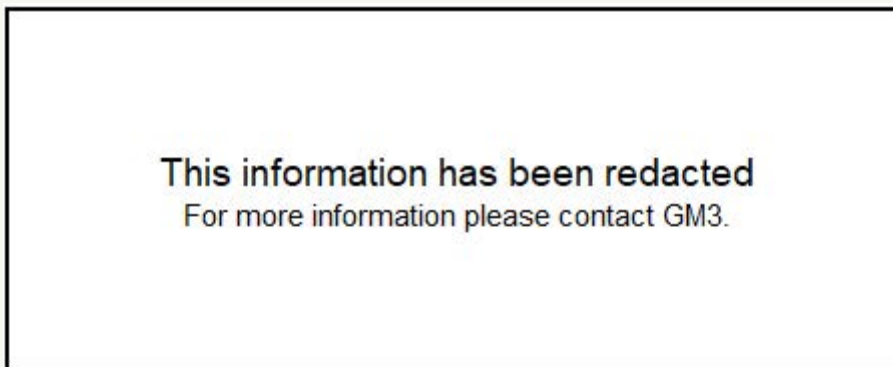 This information has been redacted
For more information please contact GM3.